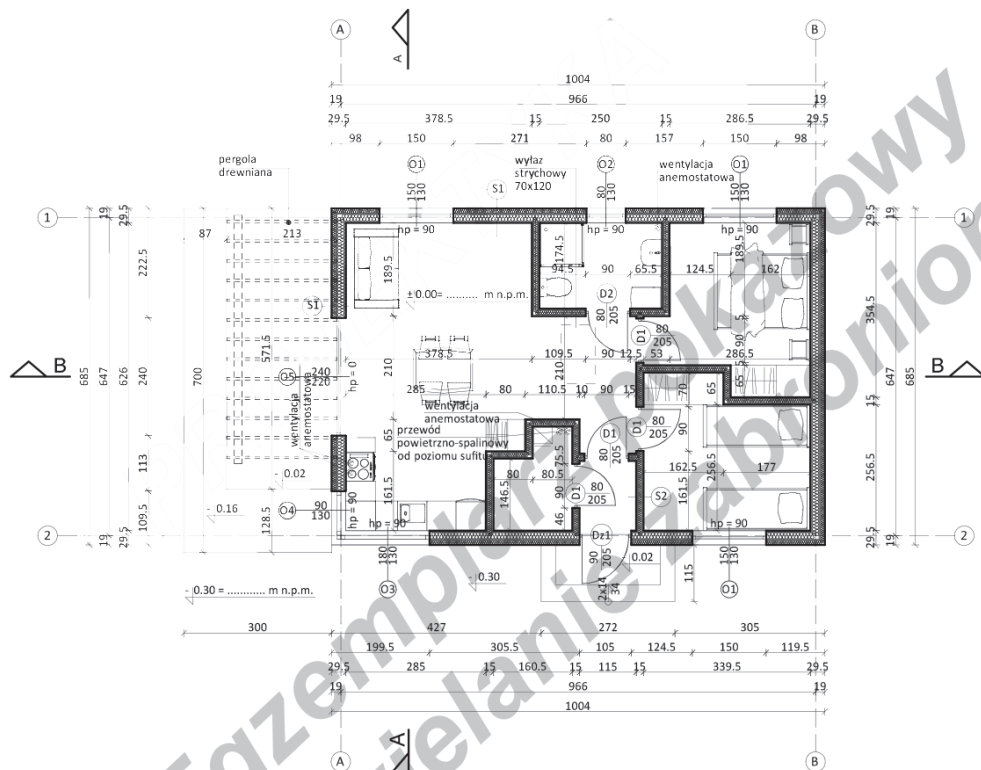 A
A
B
1004
19
966
19
29.5
378.5
15
250
15
286.5
29.5
98
150
271
80
157
150
98
pergola
drewniana
O1
wyłaz
strychowy
70x120
O2
wentylacja
anemostatowa
O1
150
130
S1
80
130
150
130
1
1
87
213
hp = 90
hp = 90
hp = 90
189.5
174.5
94.5
90
65.5
189.5
124.5
162
± 0.00= .......... m n.p.m.
D2
80
205
S1
D1
80
205
378.5
109.5
90
12.5
53
286.5
90
65
210
210
240
220
O5
hp = 0
285
80
110.5
10
90
15
70
65
wentylacja
anemostatowa
wentylacja
anemostatowa
przewód
powietrzno-spalinowy
od poziomu sufitu
65
D1
80
205
D1
80
205
90
75.5
80
80.5
162.5
256.5
177
161.5
146.5
90
46
D1
80
205
S2
161.5
- 0.02
- 0.16
O4
90
130
hp = 90
hp = 90
hp = 90
Dz1
90
205
- 0.02
2x14
34
115
180
130
O3
150
130
O1
2
2
- 0.30
- 0.30 = ............ m n.p.m.
B
B
685
19
647
19
29.5
626
29.5
222.5
240
113
109.5
700
571.5
128.5
29.5
354.5
15
256.5
29.5
19
647
19
685
300
427
272
305
199.5
305.5
105
124.5
150
119.5
29.5
285
15
160.5
15
115
15
339.5
29.5
19
966
19
1004
A
A
B
Egzemplarz pokazowy
powielanie zabronione